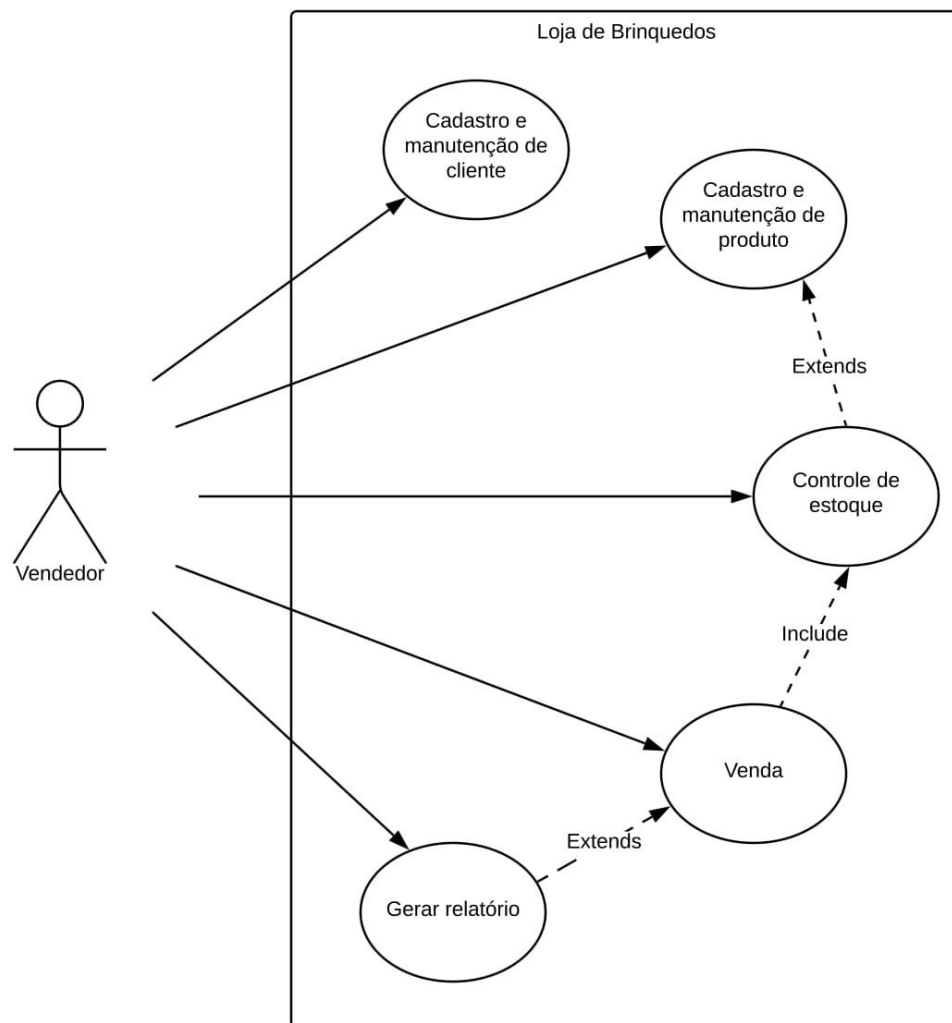 Loja de Brinquedos
Cadastro e
manutenção de
cliente
Cadastro e
manutenção de
produto
Extends
Controle de
estoque
Vendedor
Include
Venda
Extends
Gerar relatório